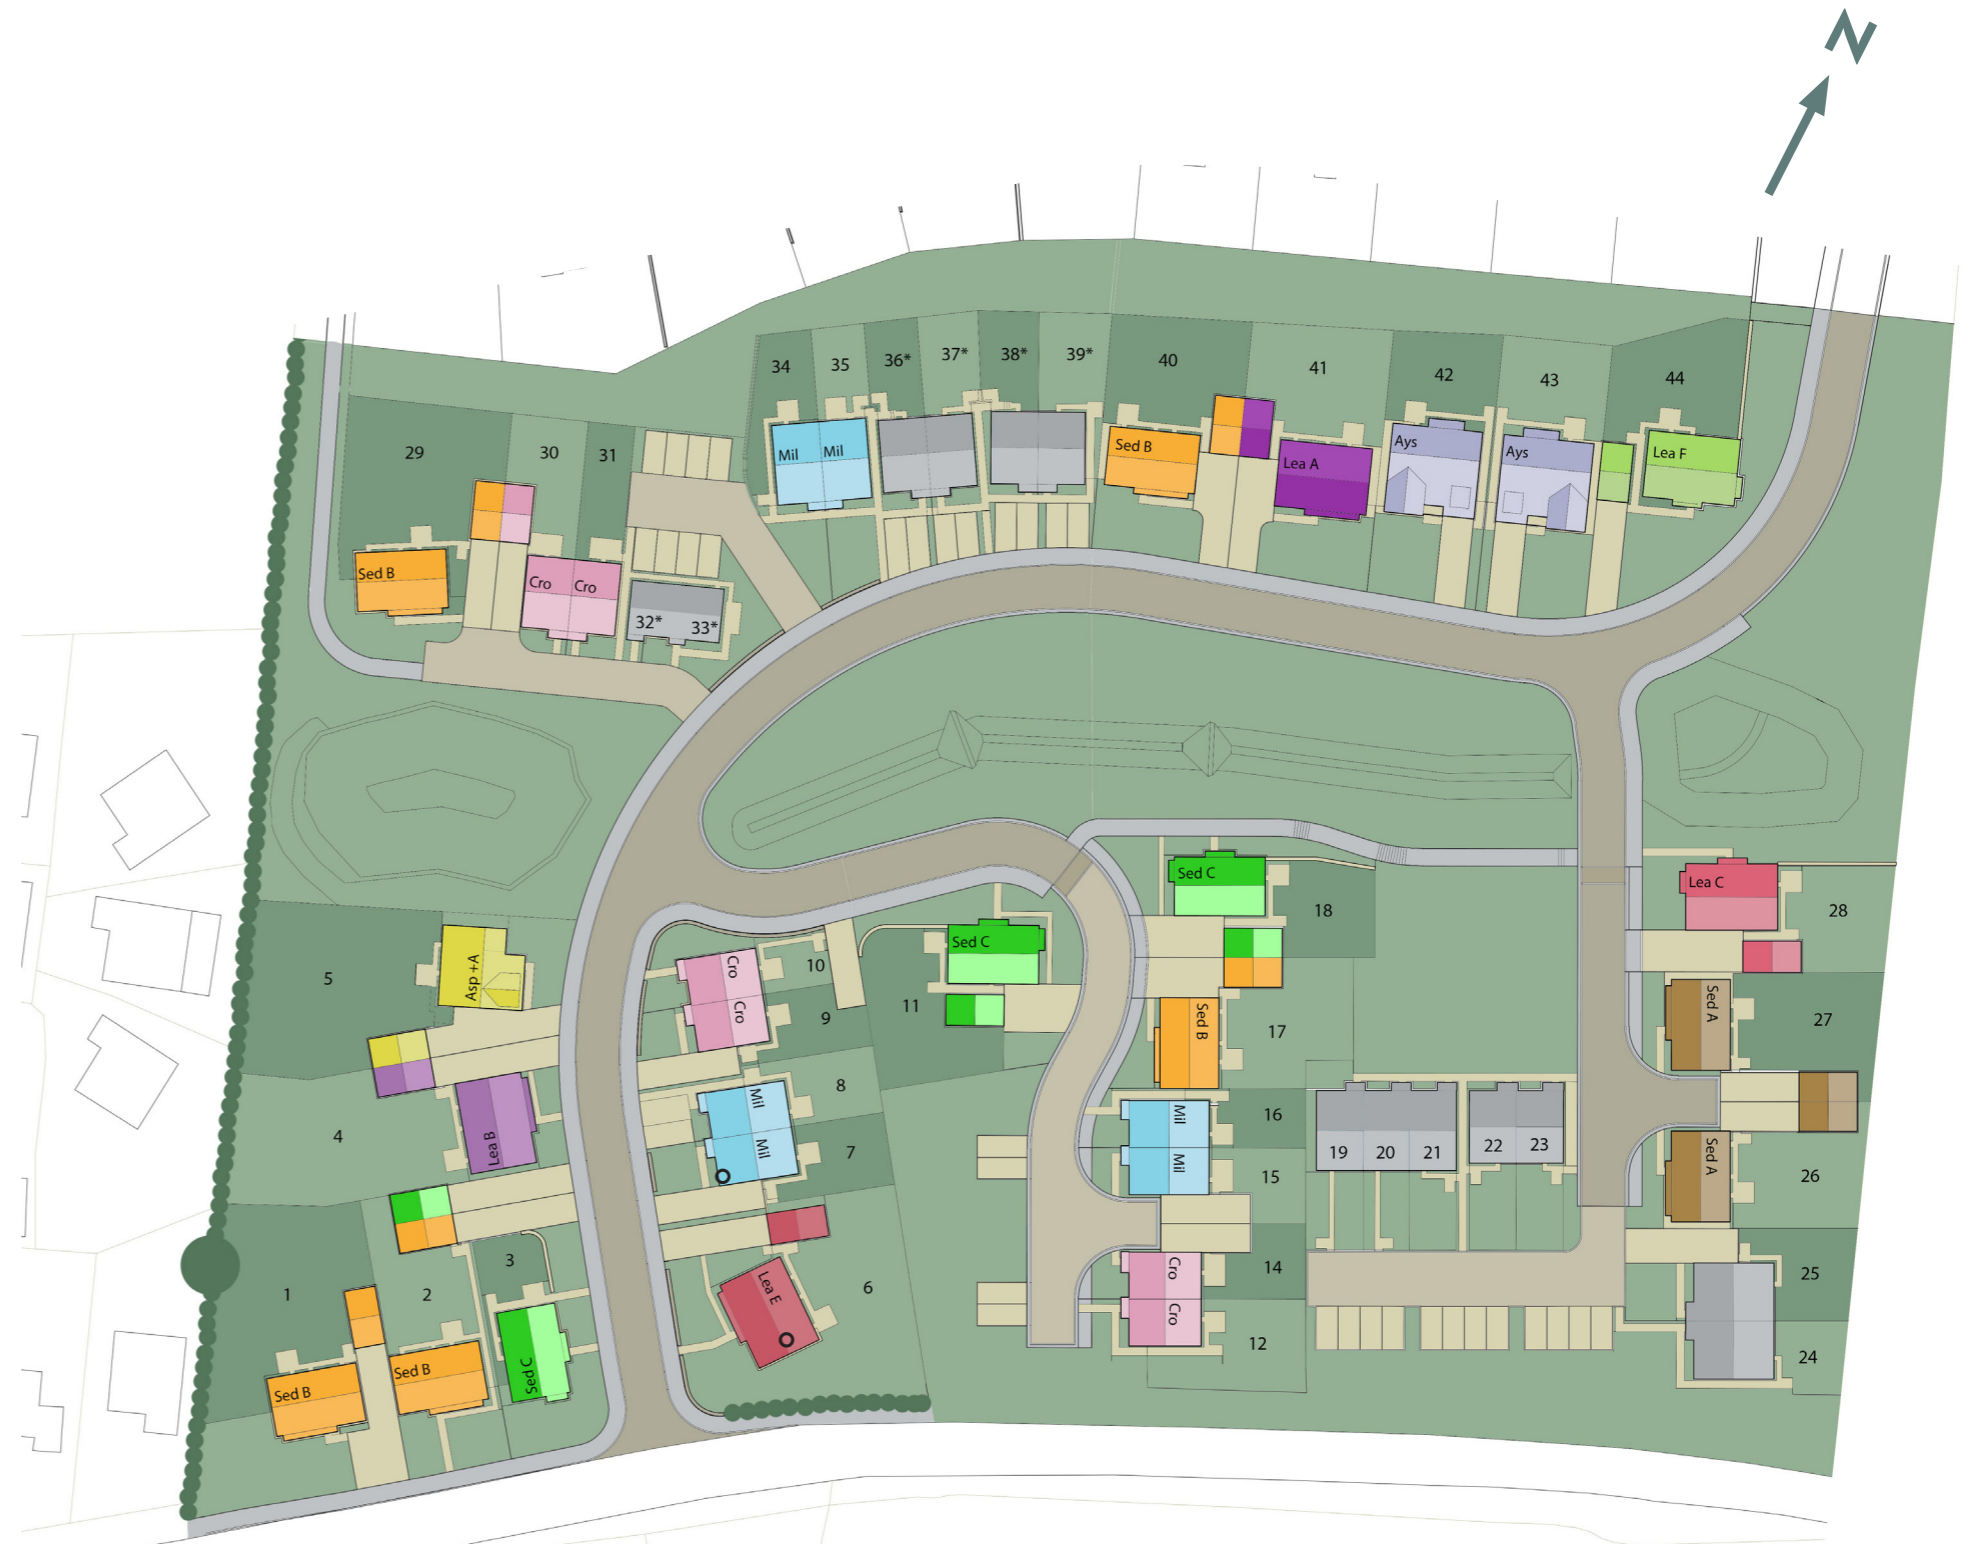 N
34
35
36*
37*
38*
39*
40
41
42
43
44
29
30
31
Mil
Mil
Sed B
Lea A
Ays
Ays
Lea F
Sed B
Cro
Cro
32*
33*
5
Asp +A
Cro
Cro
10
9
Sed C
11
Sed C
18
Lea C
28
Sed B
17
Sed A
27
4
Lea B
Mil
Mil
8
7
Mil
Mil
16
15
19
20
21
22
23
Sed A
26
1
2
3
Sed B
Sed B
Sed C
Lea E
6
Cro
Cro
14
12
25
24